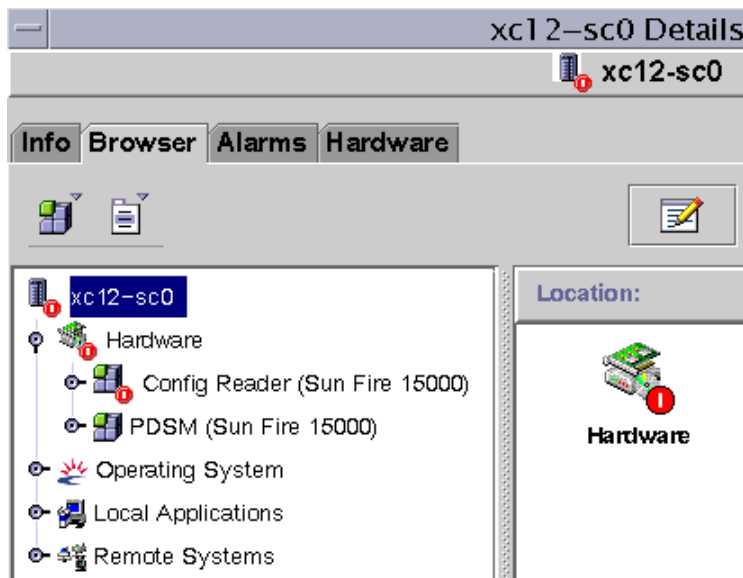 xc12–sc0 Details
xc12-sc0
Info Browser Alarms Hardware
xc12–sc0
Hardware
Config Reader (Sun Fire 15000)
PDSM (Sun Fire 15000)
Operating System
Local Applications
Remote Systems
Location:
Hardware